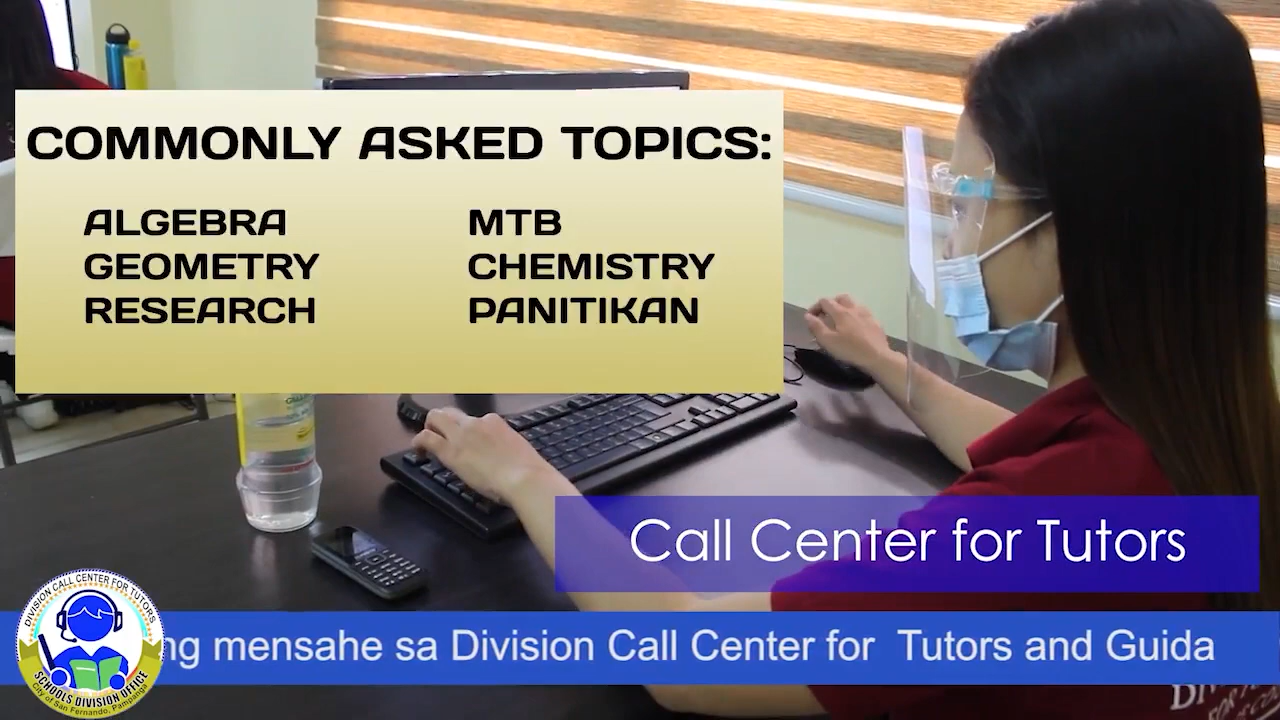 COMMONLY ASKED TOPICS:
ALGEBRA
GEOMETRY
RESEARCH
MTB
CHEMISTRY
PANITIKAN
Call Center for Tutors
ng mensahe sa Division Call Center for Tutors and Guida
DIVISION CALL CENTER FOR TUTORS
SCHOOLS DIVISION OFFICE
City of San Fernando, Pampanga